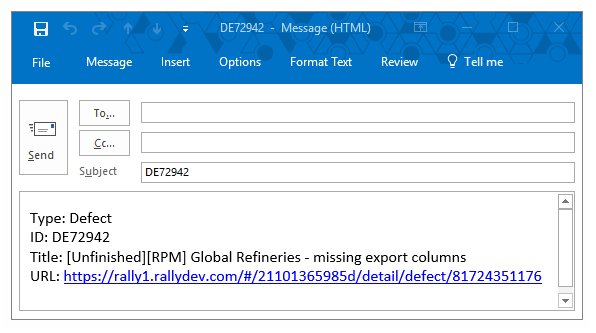 DE72942 - Message (HTML)
File Message Insert Options Format Text Review Tell me
To...
Cc...
Send
Subject DE72942
Type: Defect
ID: DE72942
Title: [Unfinished][RPM] Global Refineries - missing export columns
URL: https://rally1.rallydev.com/#/21101365985d/detail/defect/81724351176